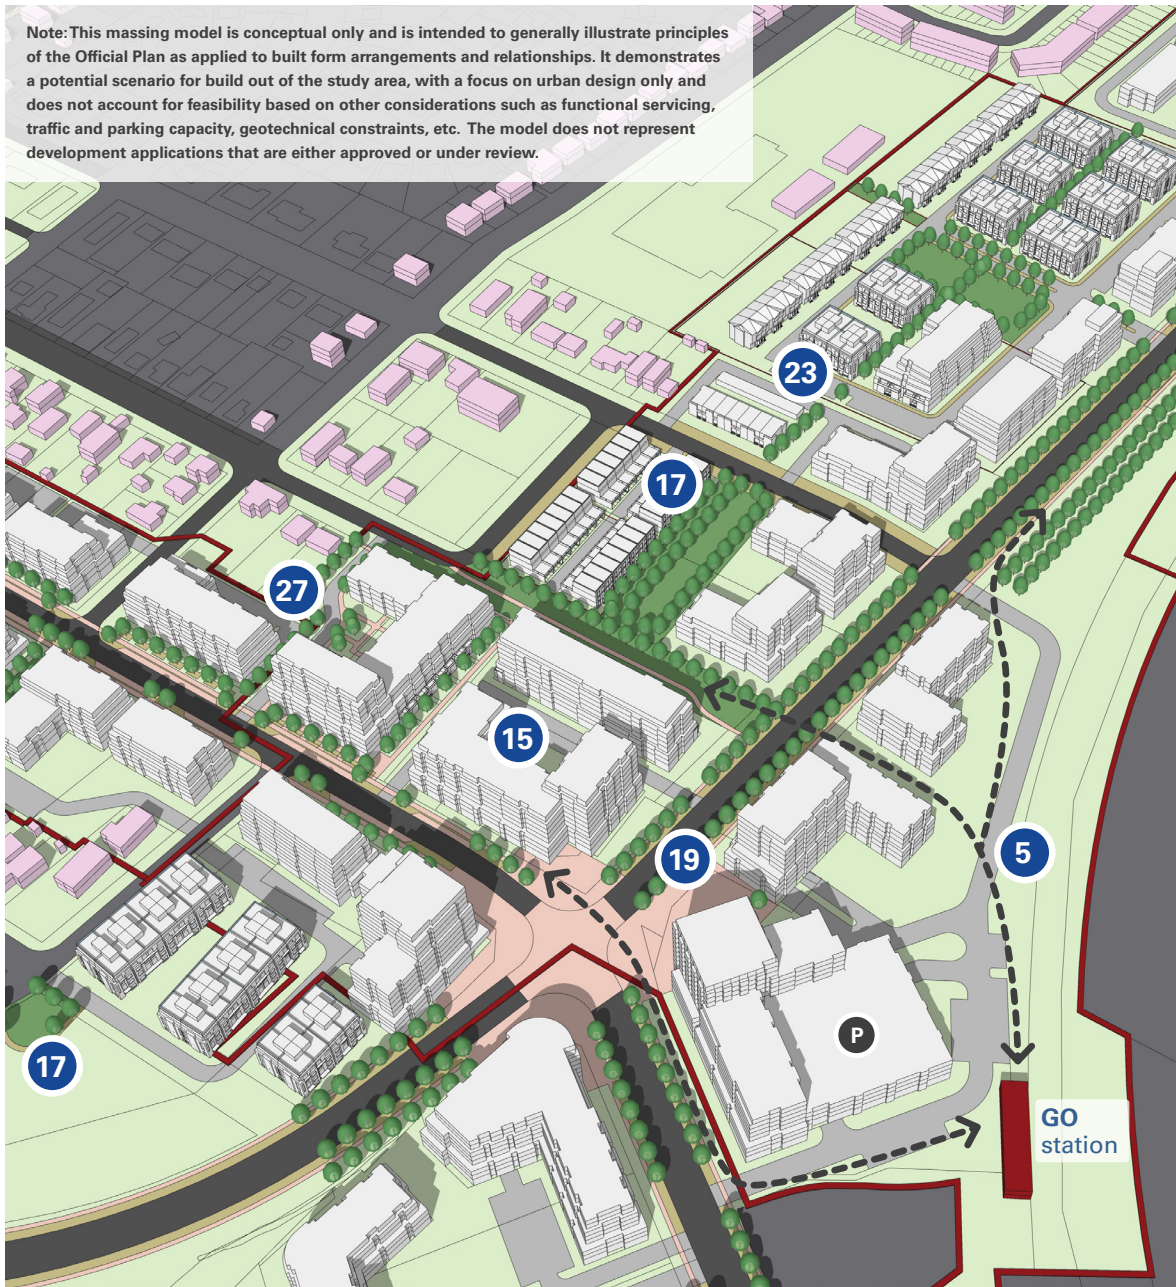 Note: This massing model is conceptual only and is intended to generally illustrate principles
of the Official Plan as applied to built form arrangements and relationships. It demonstrates
a potential scenario for build out of the study area, with a focus on urban design only and
does not account for feasibility based on other considerations such as functional servicing,
traffic and parking capacity, geotechnical constraints, etc. The model does not represent
development applications that are either approved or under review.
23
17
27
15
19
5
P
17
GO
station